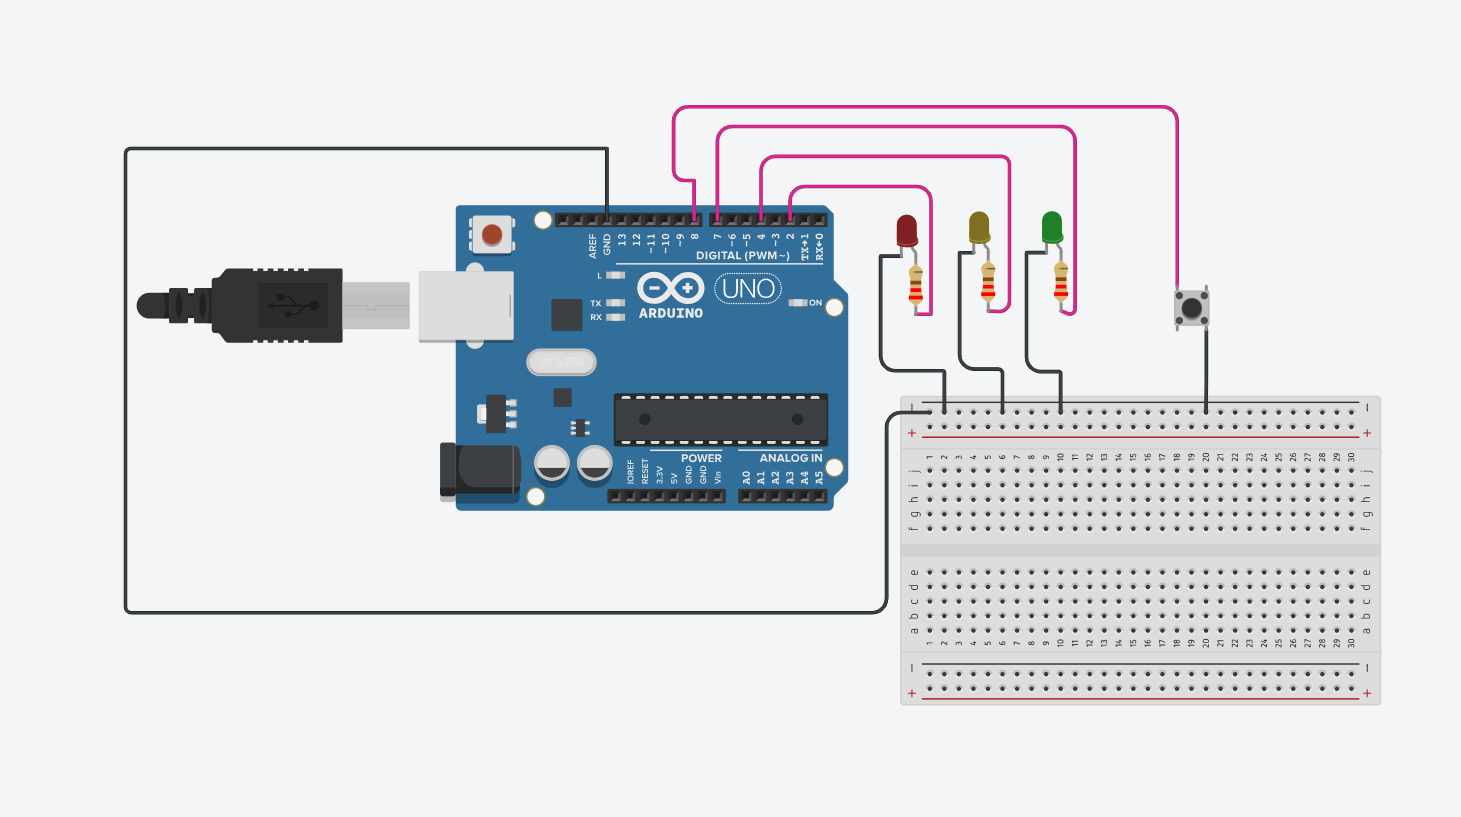 AREF
GND
13
12
~11
~10
~9
8
7
~6
~5
4
~3
2
TX→1
RX←0
DIGITAL (PWM~)
L
TX
RX
ARDUINO
UNO
ON
POWER
ANALOG IN
IOREF
RESET
3.3V
5V
GND
GND
Vin
A0
A1
A2
A3
A4
A5
− −
+ +
1 2 3 4 5 6 7 8 9 10 11 12 13 14 15 16 17 18 19 20 21 22 23 24 25 26 27 28 29 30
j j
i i
h h
g g
f f
e e
d d
c c
b b
a a
1 2 3 4 5 6 7 8 9 10 11 12 13 14 15 16 17 18 19 20 21 22 23 24 25 26 27 28 29 30
− −
+ +